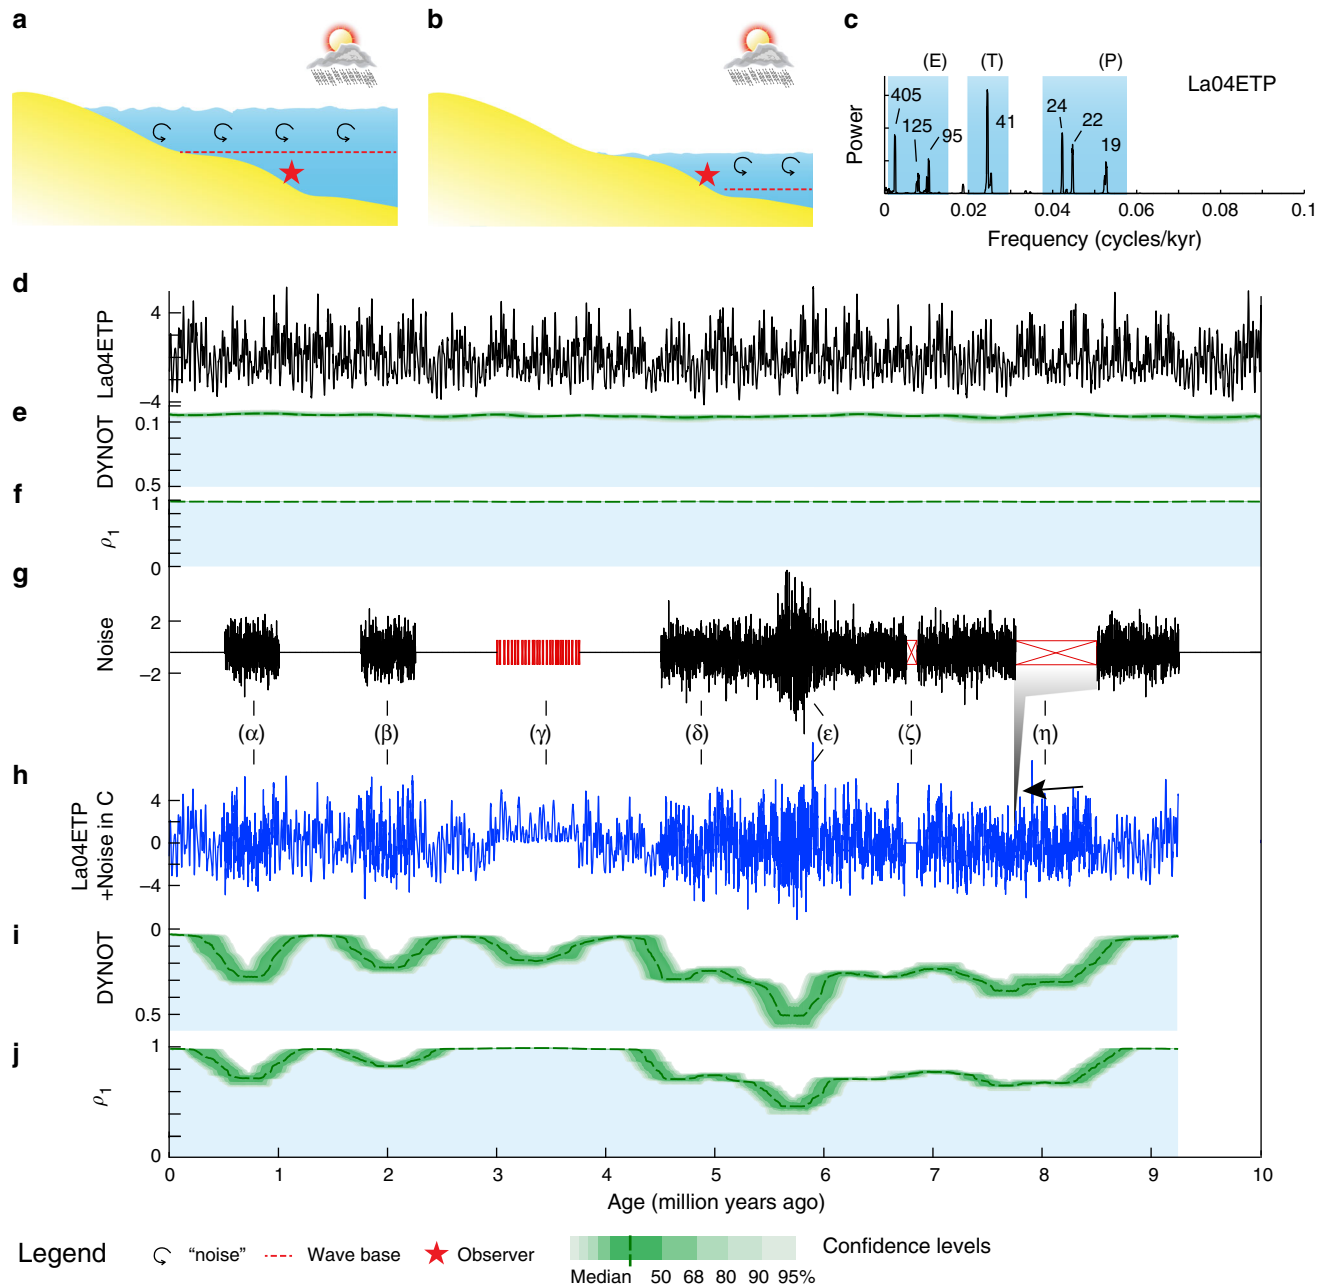 a
b
c
(E)
(T)
(P)
La04ETP
405
125
95
41
24
22
19
Power
0
0.02
0.04
0.06
0.08
0.1
Frequency (cycles/kyr)
d
La04ETP
4
−4
e
DYNOT
0.1
0.5
f
ρ1
1
0
g
Noise
2
−2
(α)
(β)
(γ)
(δ)
(ε)
(ζ)
(η)
h
La04ETP
+Noise in C
4
0
−4
i
DYNOT
0
0.5
j
ρ1
1
0
0 1 2 3 4 5 6 7 8 9 10
Age (million years ago)
Legend
“noise”
Wave base
Observer
Confidence levels
Median 50 68 80 90 95%